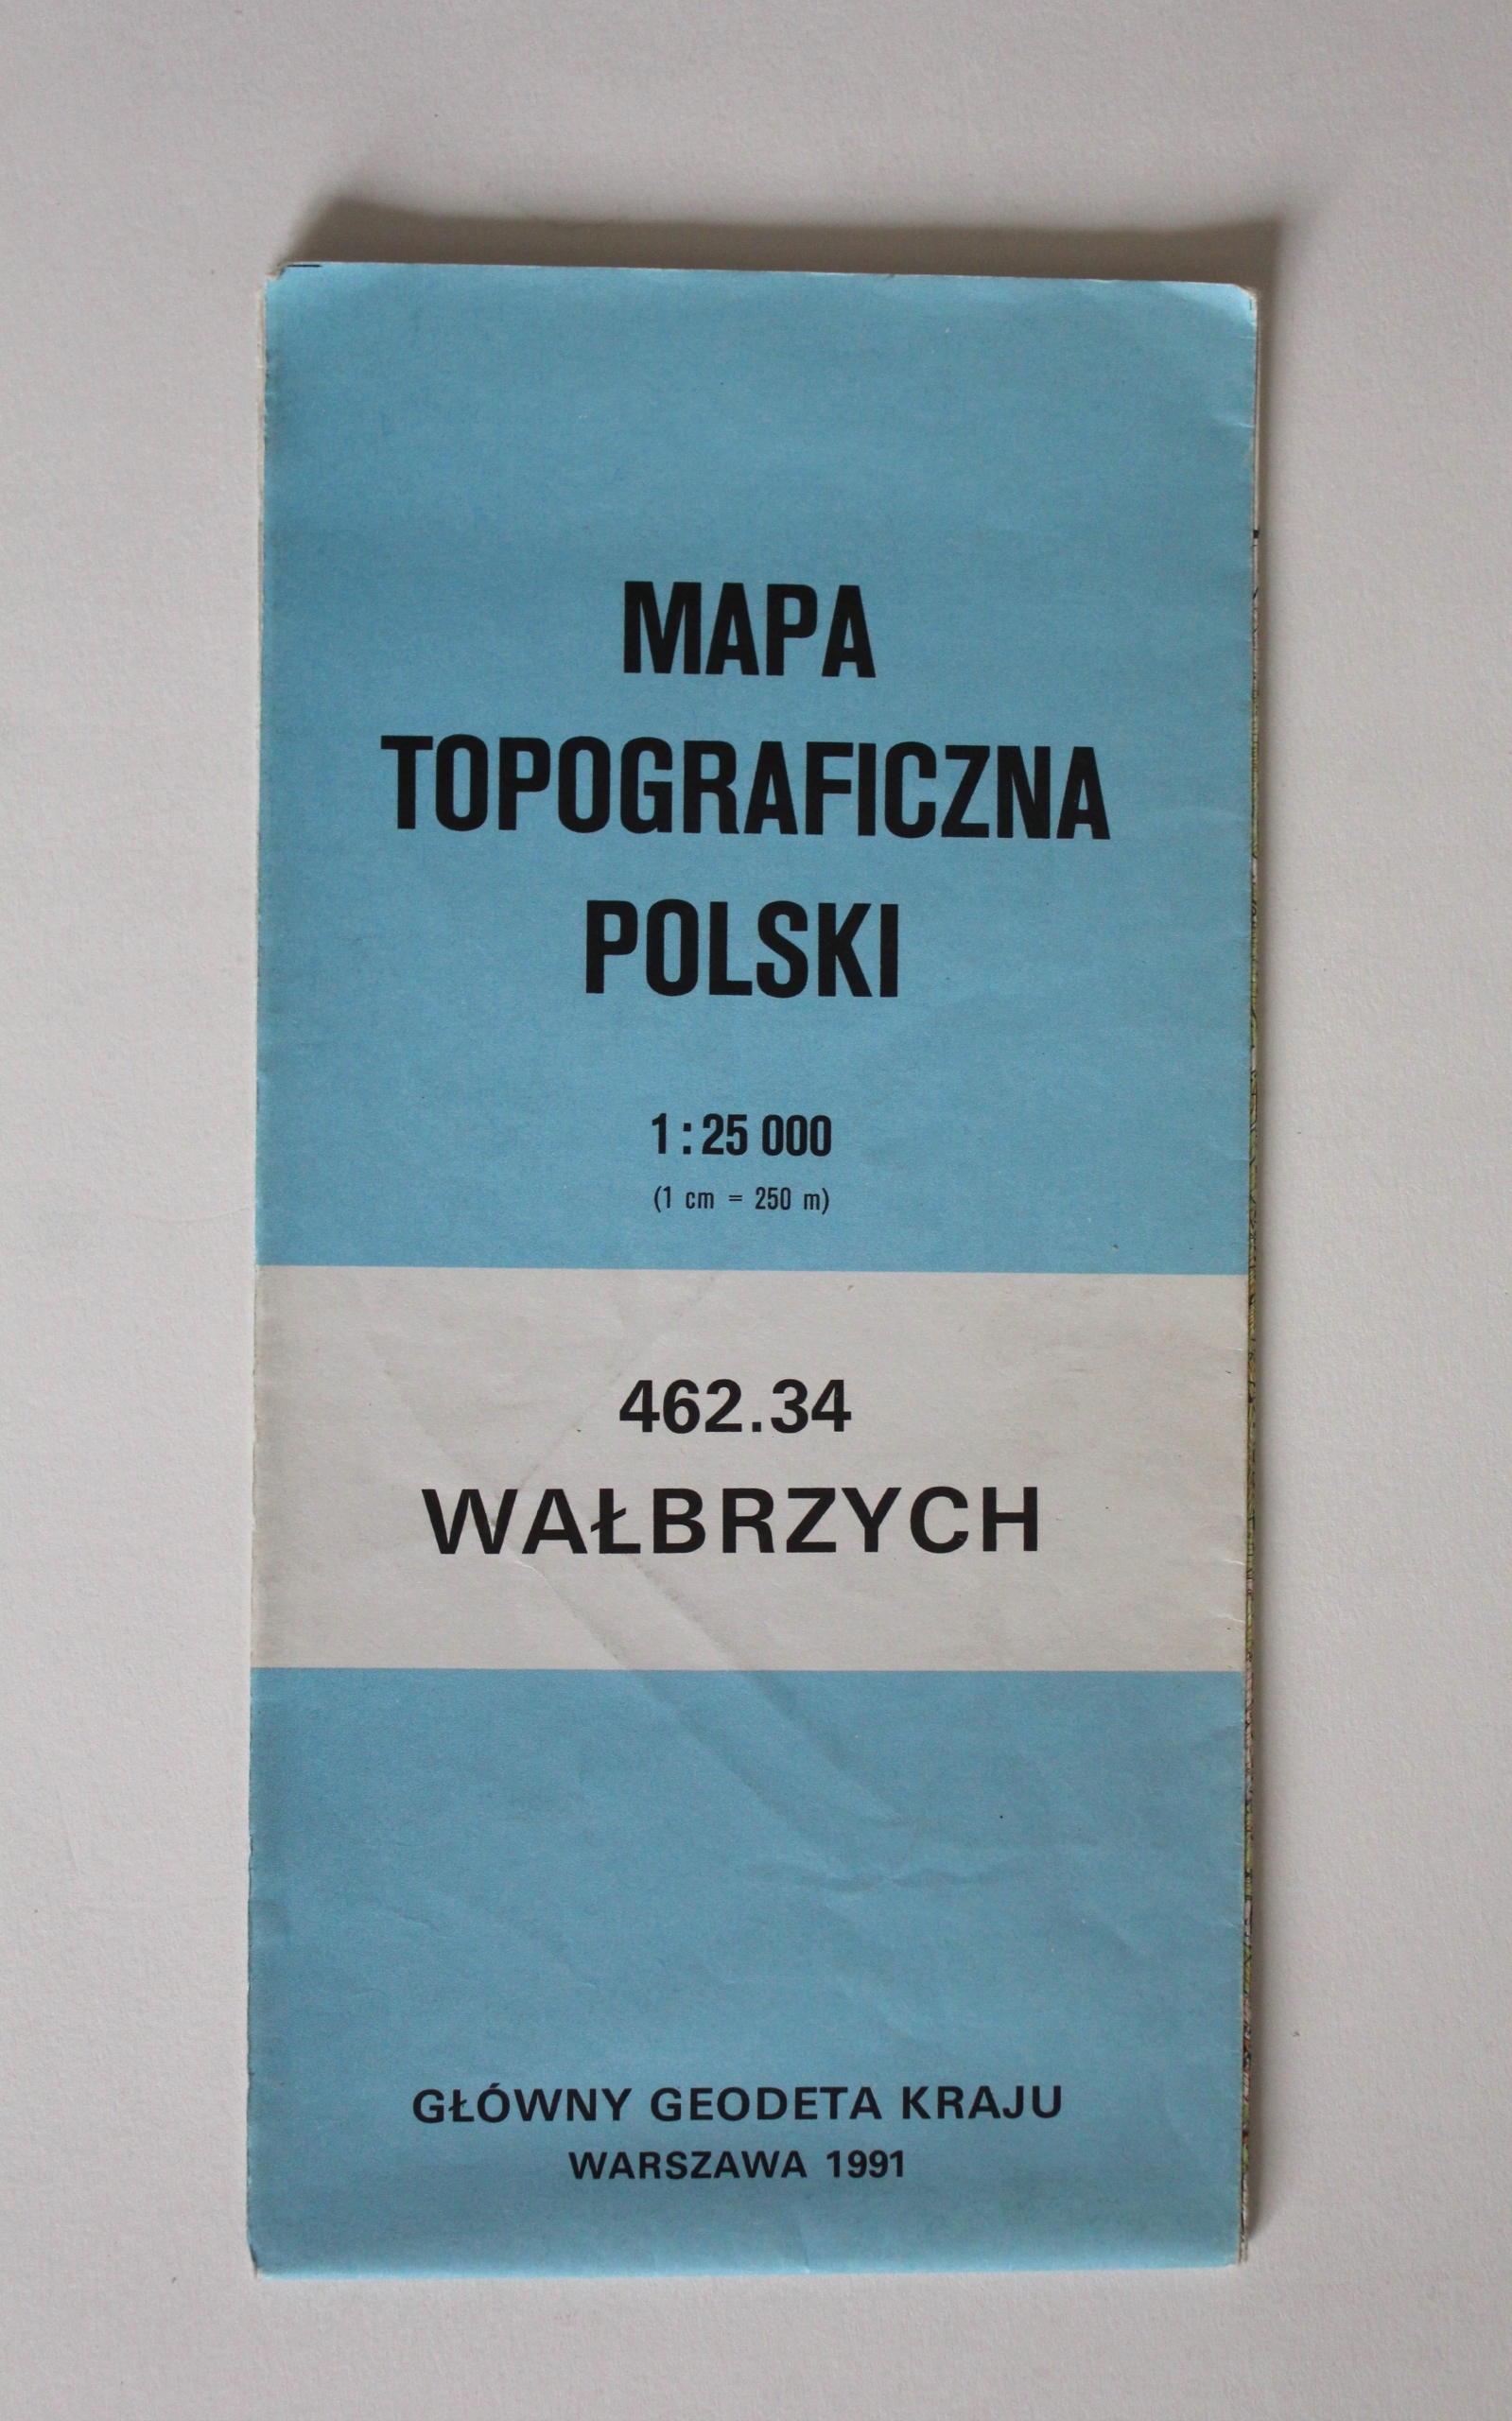 MAPA
TOPOGRAFICZNA
POLSKI
1:25 000
(1 cm = 250 m)
462.34
WAŁBRZYCH
GŁÓWNY GEODETA KRAJU
WARSZAWA 1991